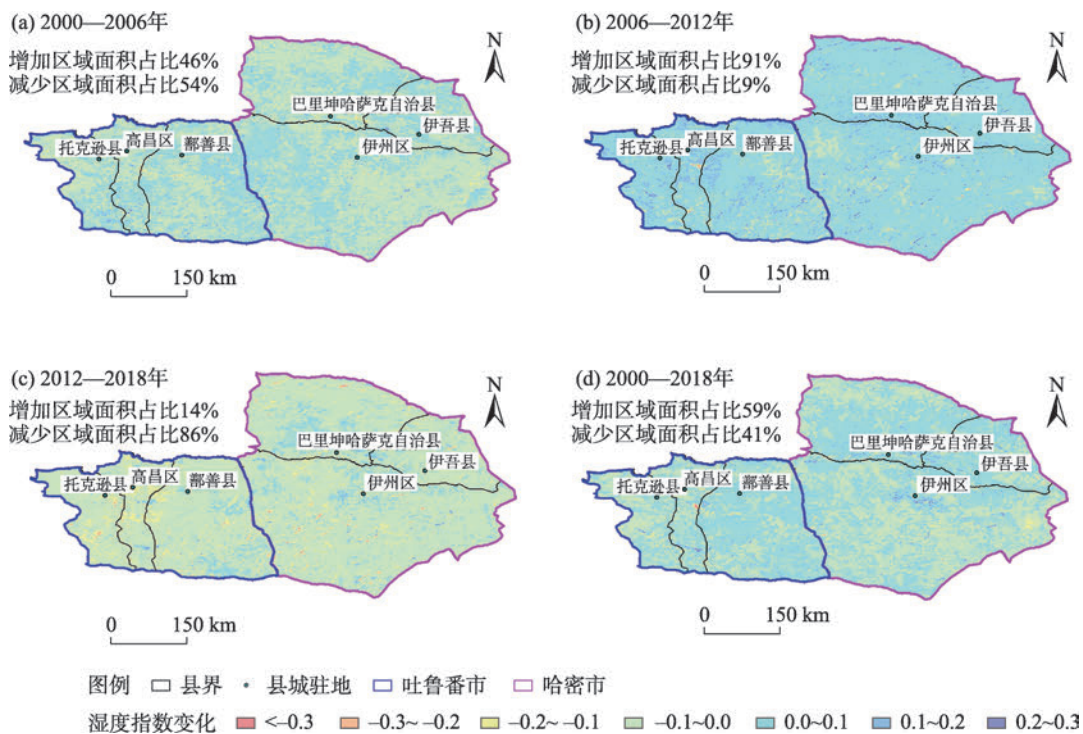 (a) 2000—2006年
增加区域面积占比46%
减少区域面积占比54%
N
巴里坤哈萨克自治县
伊吾县
托克逊县
高昌区
鄯善县
伊州区
0 150 km
(b) 2006—2012年
增加区域面积占比91%
减少区域面积占比9%
N
巴里坤哈萨克自治县
伊吾县
托克逊县
高昌区
鄯善县
伊州区
0 150 km
(c) 2012—2018年
增加区域面积占比14%
减少区域面积占比86%
N
巴里坤哈萨克自治县
伊吾县
托克逊县
高昌区
鄯善县
伊州区
0 150 km
(d) 2000—2018年
增加区域面积占比59%
减少区域面积占比41%
N
巴里坤哈萨克自治县
伊吾县
托克逊县
高昌区
鄯善县
伊州区
0 150 km
图例 县界 县城驻地 吐鲁番市 哈密市
湿度指数变化 <–0.3 –0.3~ –0.2 –0.2~ –0.1 –0.1~0.0 0.0~0.1 0.1~0.2 0.2~0.3